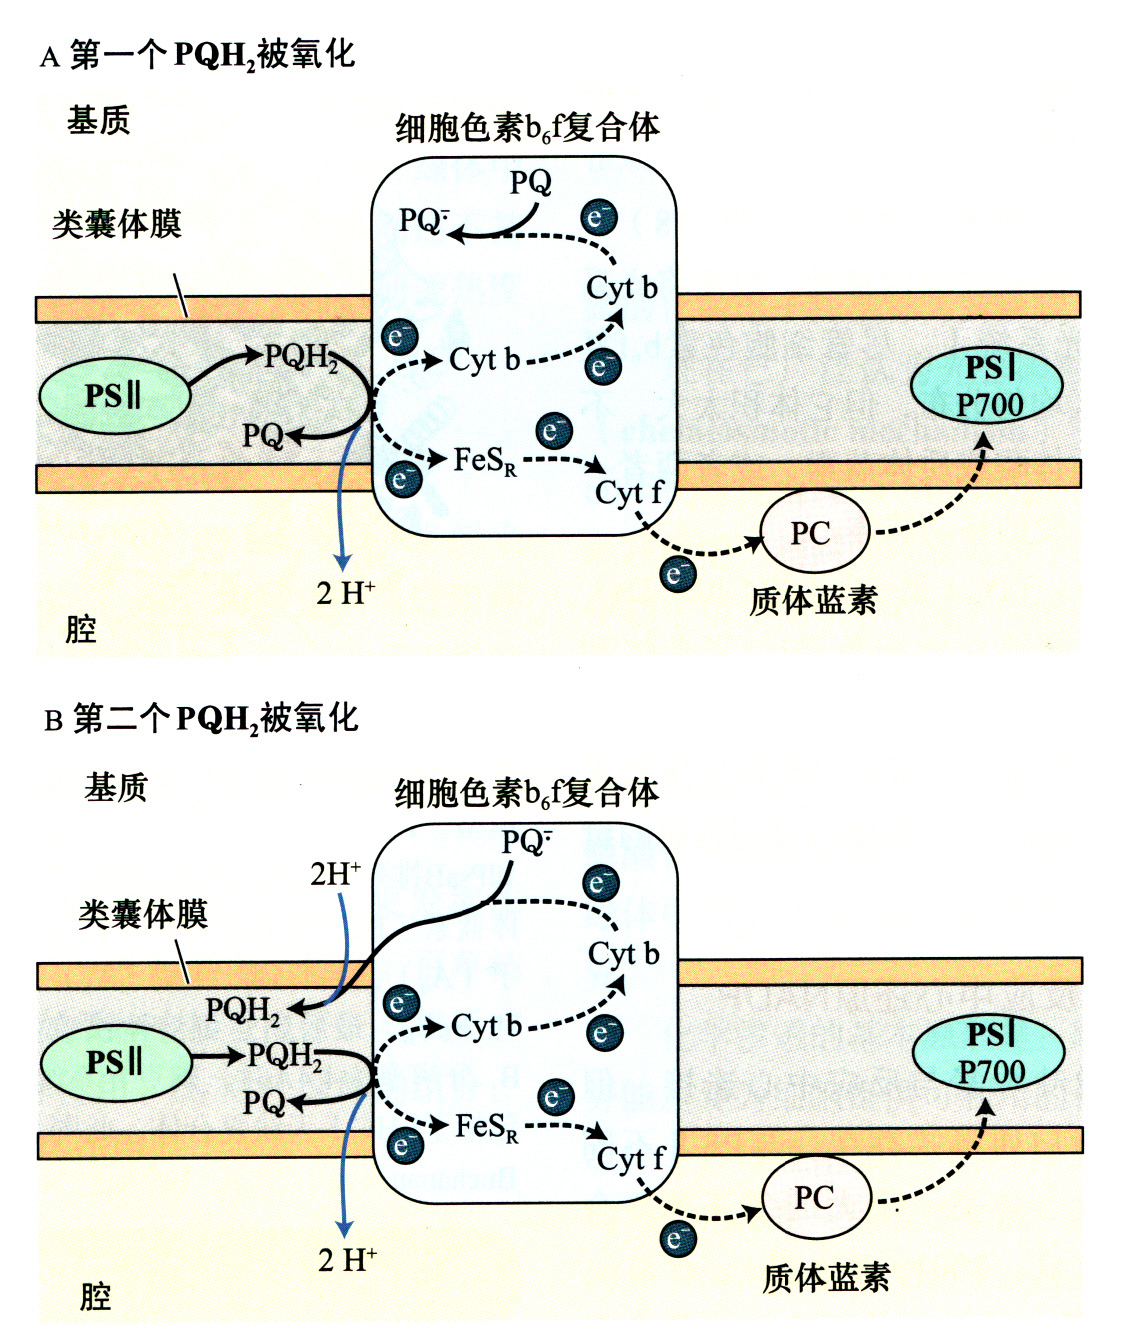 A 第一个PQH₂被氧化
基质
细胞色素b₆f复合体
PQ
PQ⨪
e⁻
类囊体膜
Cyt b
e⁻
PQH₂
Cyt b
e⁻
PSⅡ
PSⅠ
P700
PQ
e⁻
FeS_R
e⁻
Cyt f
PC
e⁻
2 H⁺
质体蓝素
腔
B 第二个PQH₂被氧化
基质
细胞色素b₆f复合体
PQ⨪
2H⁺
e⁻
类囊体膜
Cyt b
PQH₂
e⁻
Cyt b
e⁻
PSⅡ
PQH₂
PSⅠ
P700
PQ
e⁻
FeS_R
e⁻
Cyt f
PC
e⁻
2 H⁺
质体蓝素
腔